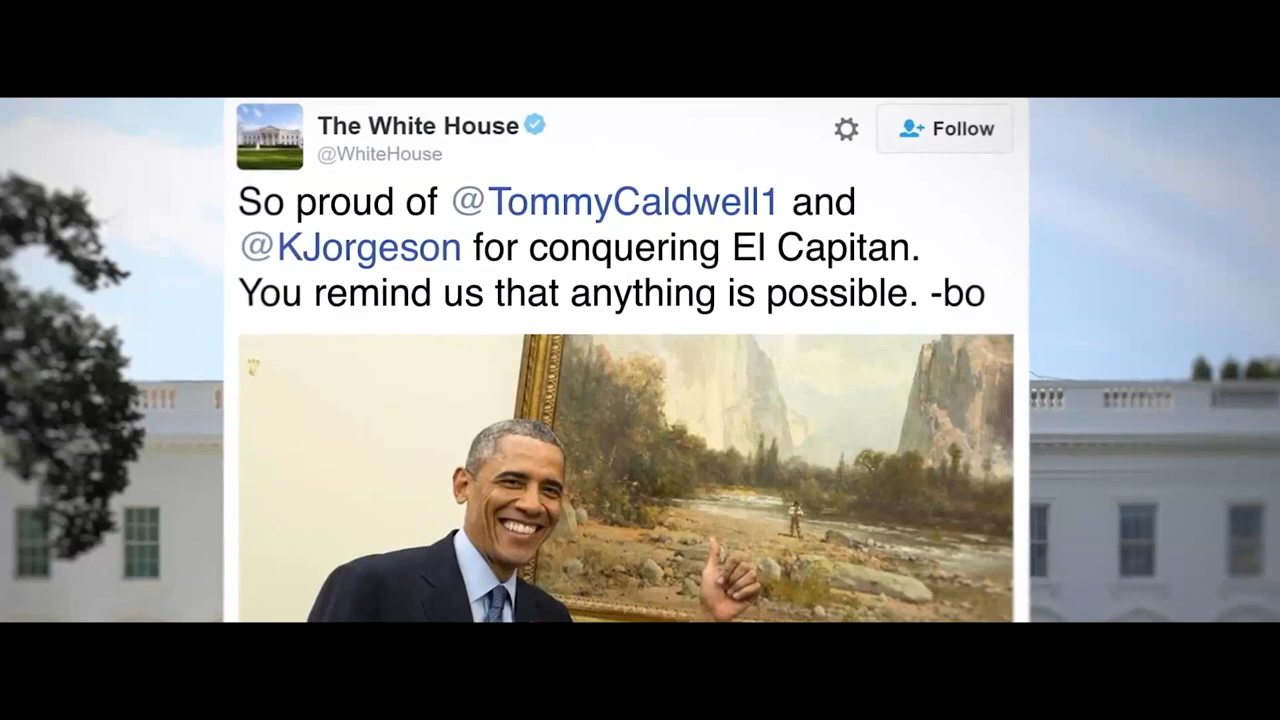 The White House
@WhiteHouse
Follow
So proud of @TommyCaldwell1 and
@KJorgeson for conquering El Capitan.
You remind us that anything is possible. -bo